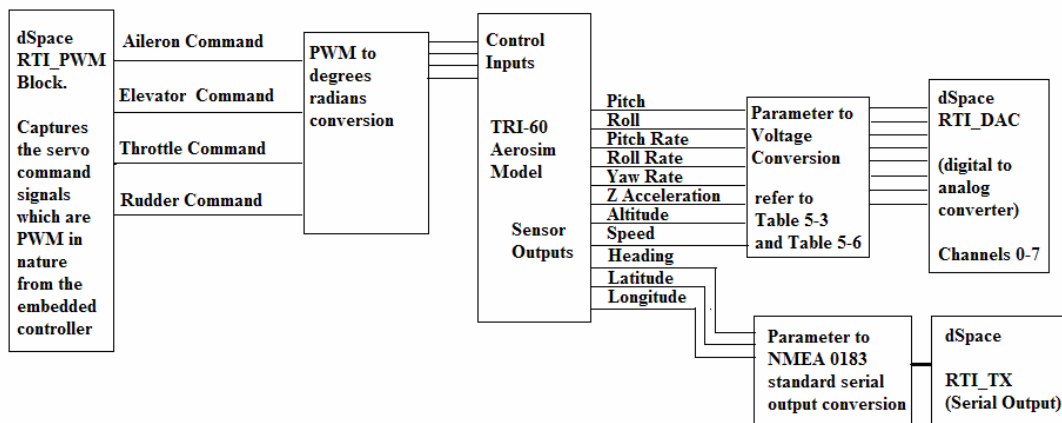 dSpace
RTI_PWM
Block.
Captures
the servo
command
signals
which are
PWM in
nature
from the
embedded
controller
Aileron Command
Elevator Command
Throttle Command
Rudder Command
PWM to
degrees
radians
conversion
Control
Inputs
TRI-60
Aerosim
Model
Sensor
Outputs
Pitch
Roll
Pitch Rate
Roll Rate
Yaw Rate
Z Acceleration
Altitude
Speed
Heading
Latitude
Longitude
Parameter to
Voltage
Conversion
refer to
Table 5-3
and Table 5-6
dSpace
RTI_DAC
(digital to
analog
converter)
Channels 0-7
Parameter to
NMEA 0183
standard serial
output conversion
dSpace
RTI_TX
(Serial Output)